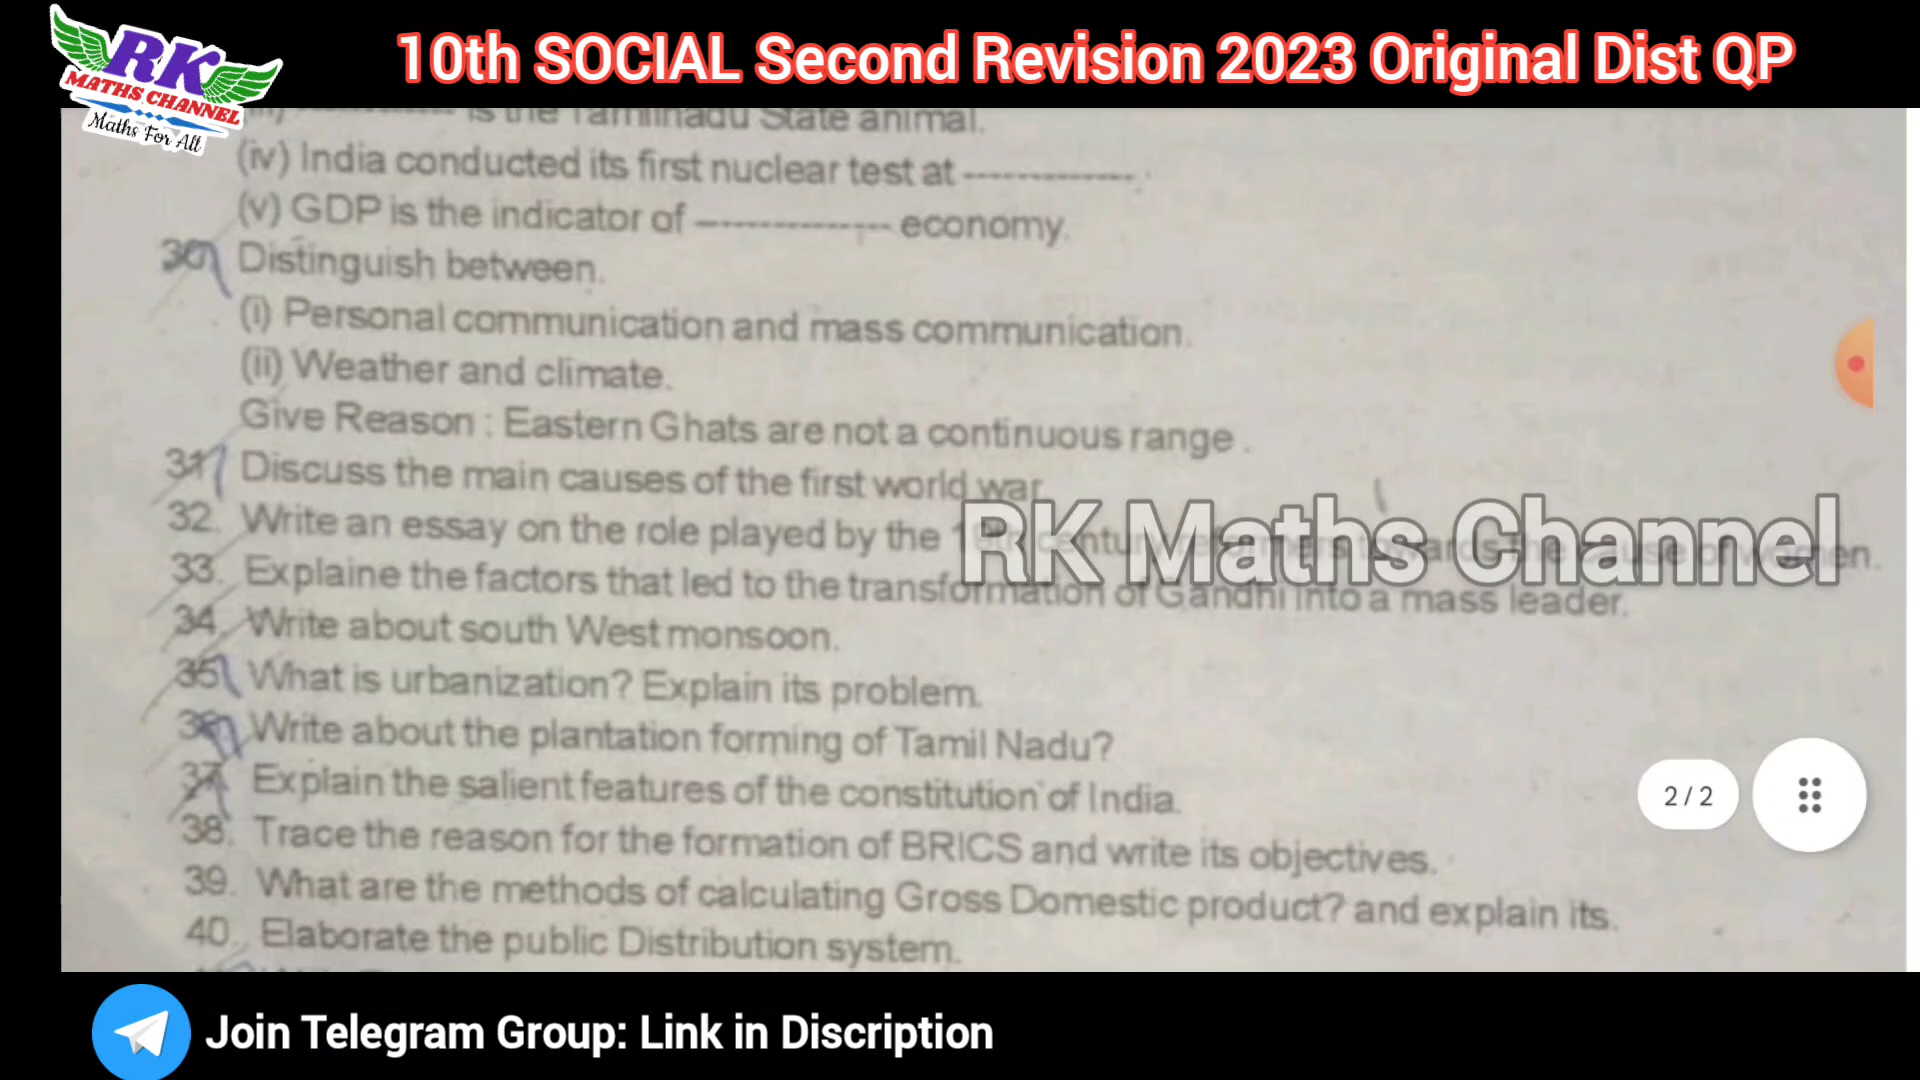 RK
MATHS CHANNEL
Maths For All
10th SOCIAL Second Revision 2023 Original Dist QP
is the Tamilnadu State animal.
(iv) India conducted its first nuclear test at -------------.
(v) GDP is the indicator of --------------- economy.
30. Distinguish between.
(i) Personal communication and mass communication.
(ii) Weather and climate.
Give Reason : Eastern Ghats are not a continuous range .
31. Discuss the main causes of the first world war
32. Write an essay on the role played by the of women.
RK Maths Channel
33. Explaine the factors that led to the transformation of Gandhi into a mass leader.
34. Write about south West monsoon.
35. What is urbanization? Explain its problem.
36. Write about the plantation forming of Tamil Nadu?
37. Explain the salient features of the constitution of India.
2 / 2
38. Trace the reason for the formation of BRICS and write its objectives.
39. What are the methods of calculating Gross Domestic product? and explain its.
40. Elaborate the public Distribution system.
Join Telegram Group: Link in Discription